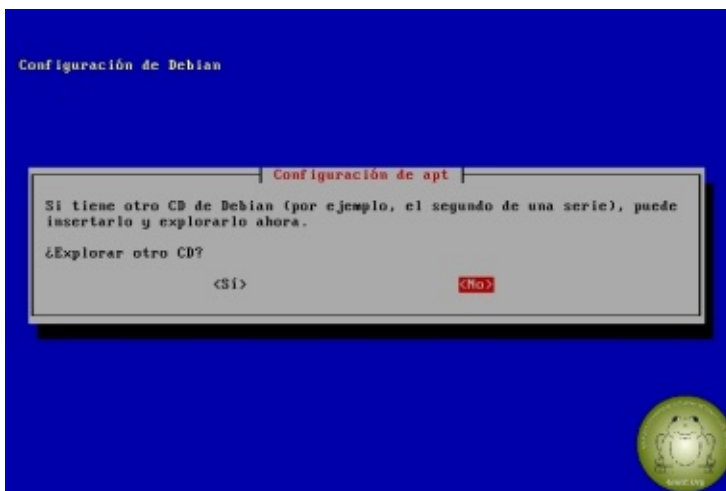 Configuración de Debian
Configuración de apt
Si tiene otro CD de Debian (por ejemplo, el segundo de una serie), puede
insertarlo y explorarlo ahora.
¿Explorar otro CD?
<Sí> <No>